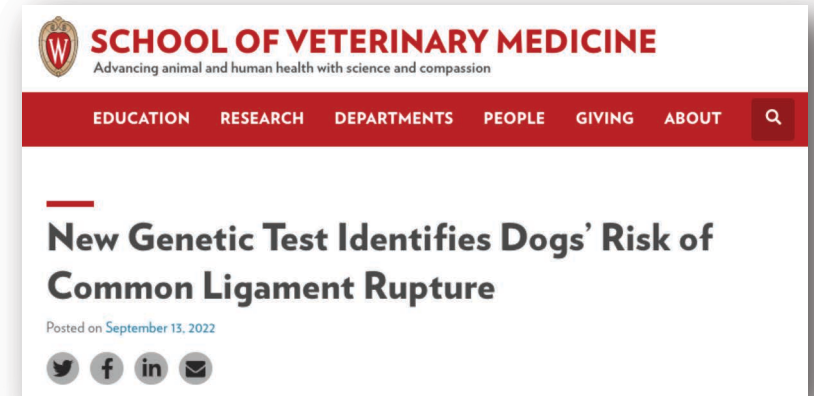 W
SCHOOL OF VETERINARY MEDICINE
Advancing animal and human health with science and compassion
EDUCATION RESEARCH DEPARTMENTS PEOPLE GIVING ABOUT
New Genetic Test Identifies Dogs’ Risk of
Common Ligament Rupture
Posted on September 13, 2022
f in